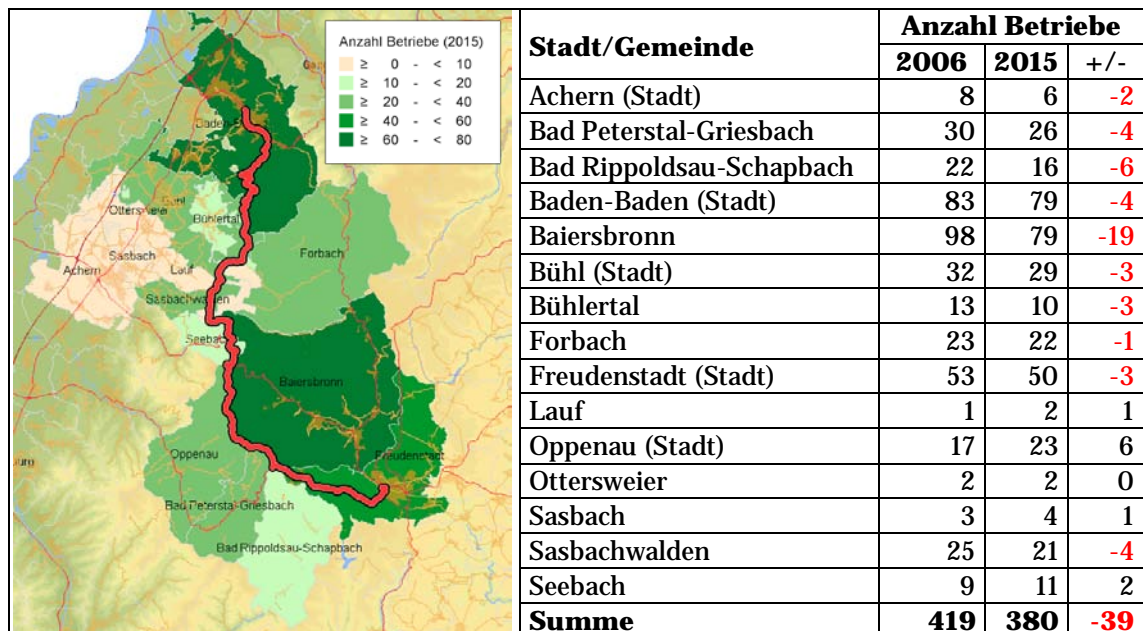 Anzahl Betriebe (2015)
≥ 0 - < 10
≥ 10 - < 20
≥ 20 - < 40
≥ 40 - < 60
≥ 60 - < 80
Ottersweier
Bühl
Bühlertal
Forbach
Achern
Sasbach
Lauf
Sasbachwalden
Seebach
Baiersbronn
Oppenau
Freudenstadt
Bad Peterstal-Griesbach
Bad Rippoldsau-Schapbach
Stadt/Gemeinde Anzahl Betriebe
2006 2015 +/-
Achern (Stadt) 8 6 -2
Bad Peterstal-Griesbach 30 26 -4
Bad Rippoldsau-Schapbach 22 16 -6
Baden-Baden (Stadt) 83 79 -4
Baiersbronn 98 79 -19
Bühl (Stadt) 32 29 -3
Bühlertal 13 10 -3
Forbach 23 22 -1
Freudenstadt (Stadt) 53 50 -3
Lauf 1 2 1
Oppenau (Stadt) 17 23 6
Ottersweier 2 2 0
Sasbach 3 4 1
Sasbachwalden 25 21 -4
Seebach 9 11 2
Summe 419 380 -39